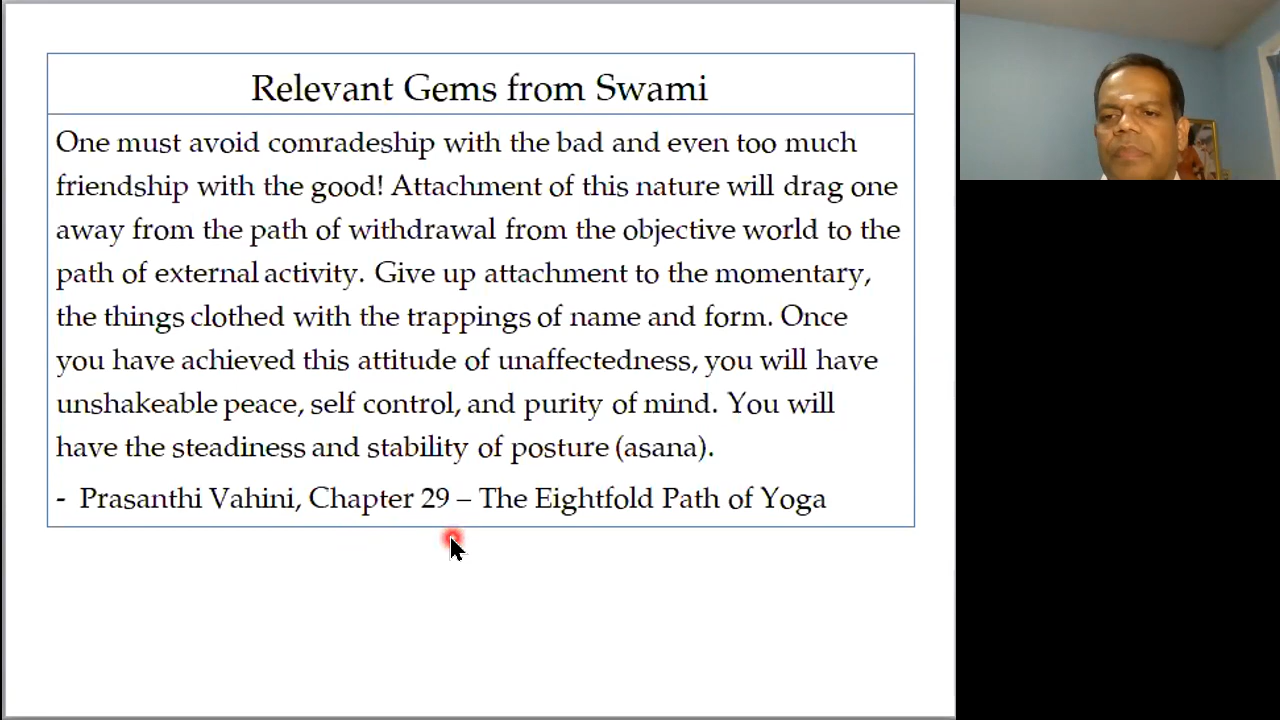 Relevant Gems from Swami
One must avoid comradeship with the bad and even too much
friendship with the good! Attachment of this nature will drag one
away from the path of withdrawal from the objective world to the
path of external activity. Give up attachment to the momentary,
the things clothed with the trappings of name and form. Once
you have achieved this attitude of unaffectedness, you will have
unshakeable peace, self control, and purity of mind. You will
have the steadiness and stability of posture (asana).
- Prasanthi Vahini, Chapter 29 – The Eightfold Path of Yoga